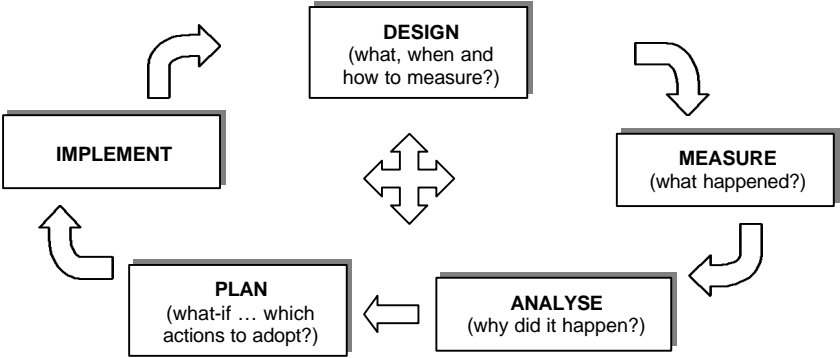 DESIGN
(what, when and
how to measure?)
IMPLEMENT
MEASURE
(what happened?)
PLAN
(what-if … which
actions to adopt?)
ANALYSE
(why did it happen?)